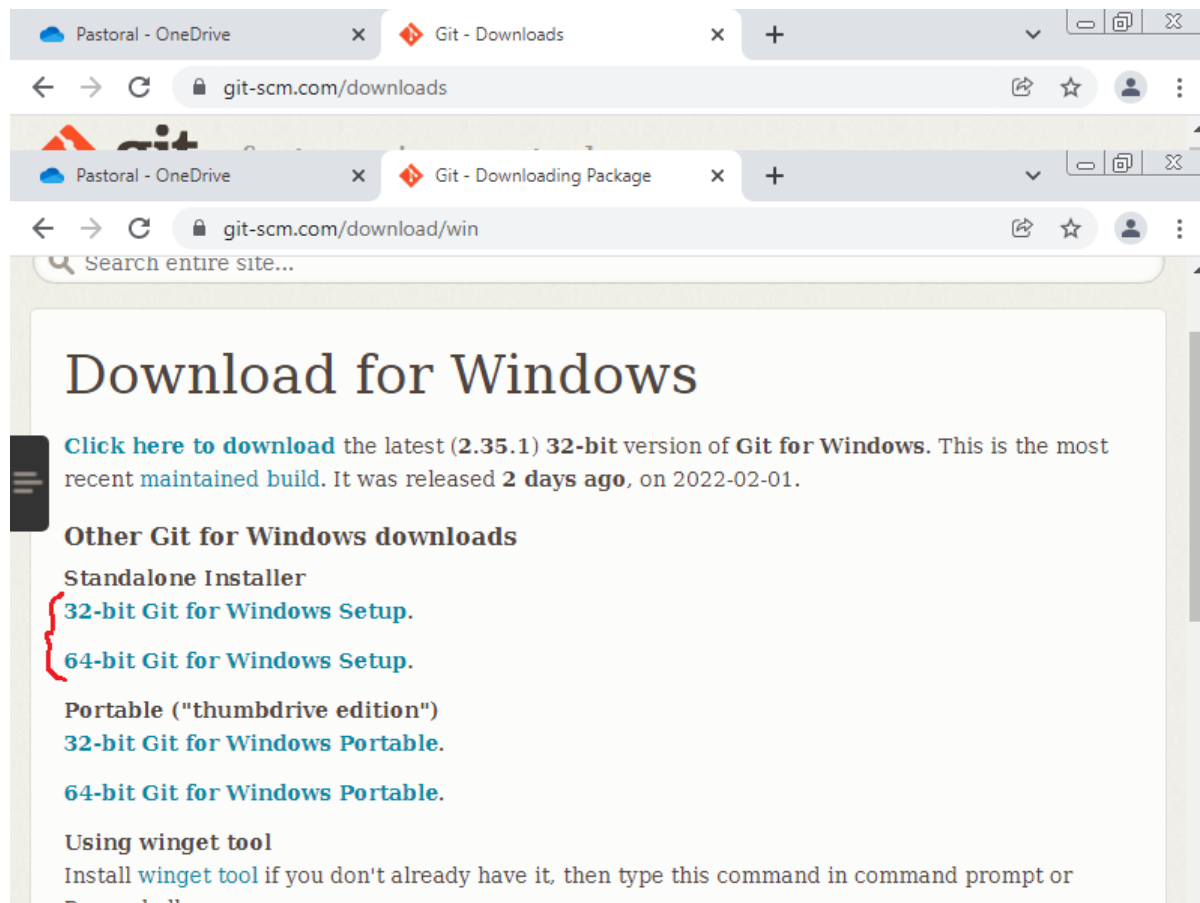 Pastoral - OneDrive
Git - Downloads
git-scm.com/downloads
git
Pastoral - OneDrive
Git - Downloading Package
git-scm.com/download/win
Search entire site...
Download for Windows
Click here to download the latest (2.35.1) 32-bit version of Git for Windows. This is the most
recent maintained build. It was released 2 days ago, on 2022-02-01.
Other Git for Windows downloads
Standalone Installer
32-bit Git for Windows Setup.
64-bit Git for Windows Setup.
Portable ("thumbdrive edition")
32-bit Git for Windows Portable.
64-bit Git for Windows Portable.
Using winget tool
Install winget tool if you don't already have it, then type this command in command prompt or